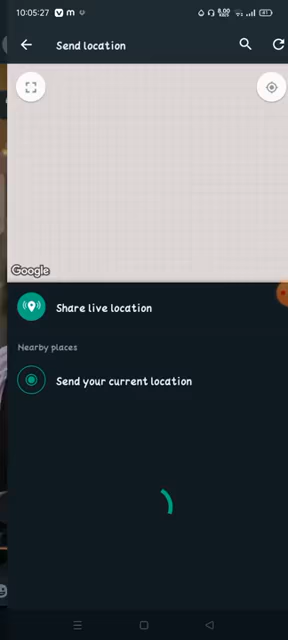 10:05:27
Send location
Google
Share live location
Nearby places
Send your current location